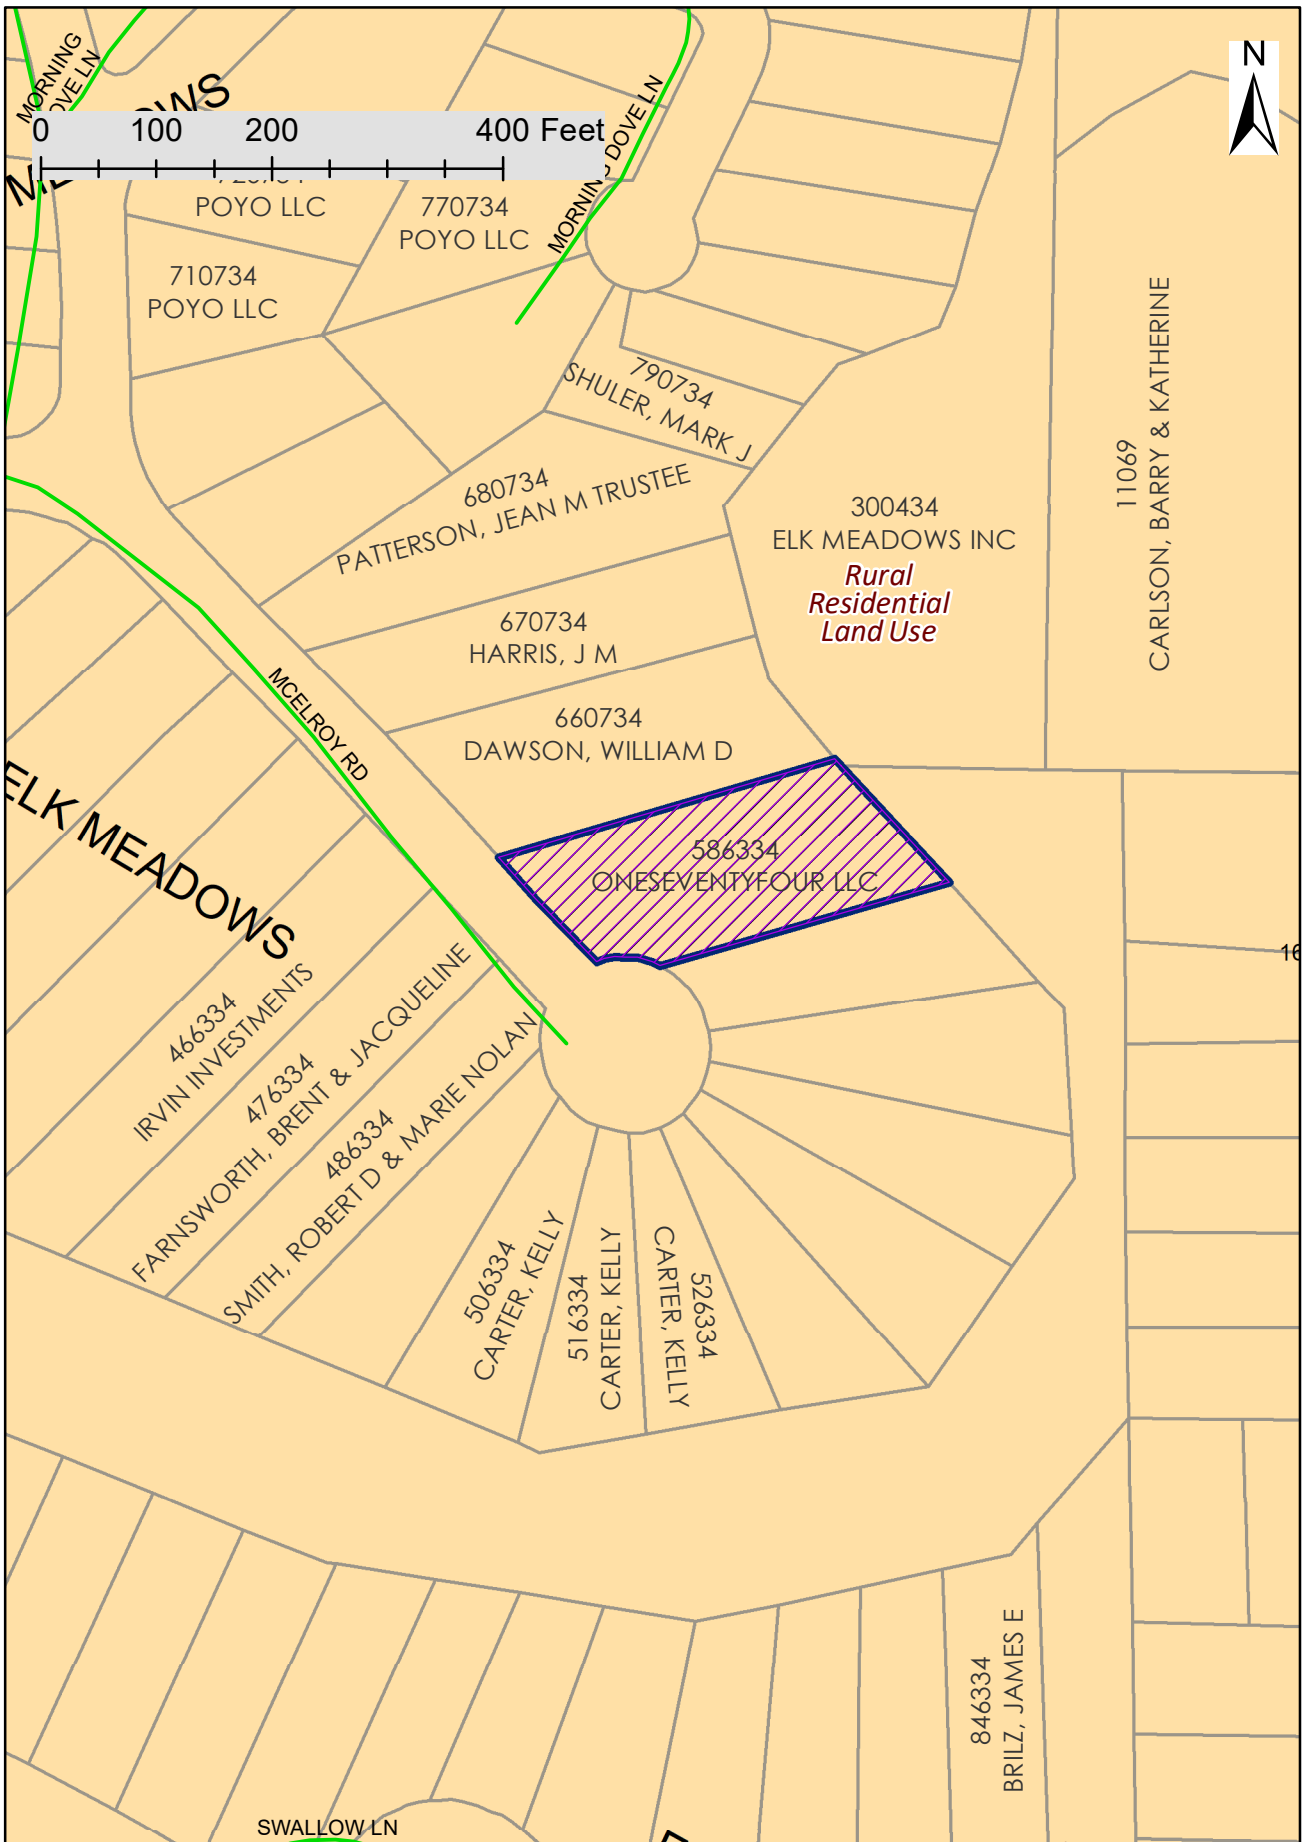 MORNING
N
0 100 200 400 Feet
MORNING DOVE LN
POYO LLC
770734
POYO LLC
710734
POYO LLC
790734
SHULER, MARK J
680734
PATTERSON, JEAN M TRUSTEE
300434
ELK MEADOWS INC
Rural
Residential
Land Use
11069
CARLSON, BARRY & KATHERINE
670734
HARRIS, J M
MCELROY RD
660734
DAWSON, WILLIAM D
ELK MEADOWS
586334
ONESEVENTYFOUR LLC
466334
IRVIN INVESTMENTS
476334
FARNSWORTH, BRENT & JACQUELINE
486334
SMITH, ROBERT D & MARIE NOLAN
506334
CARTER, KELLY
516334
CARTER, KELLY
526334
CARTER, KELLY
846334
BRILZ, JAMES E
SWALLOW LN